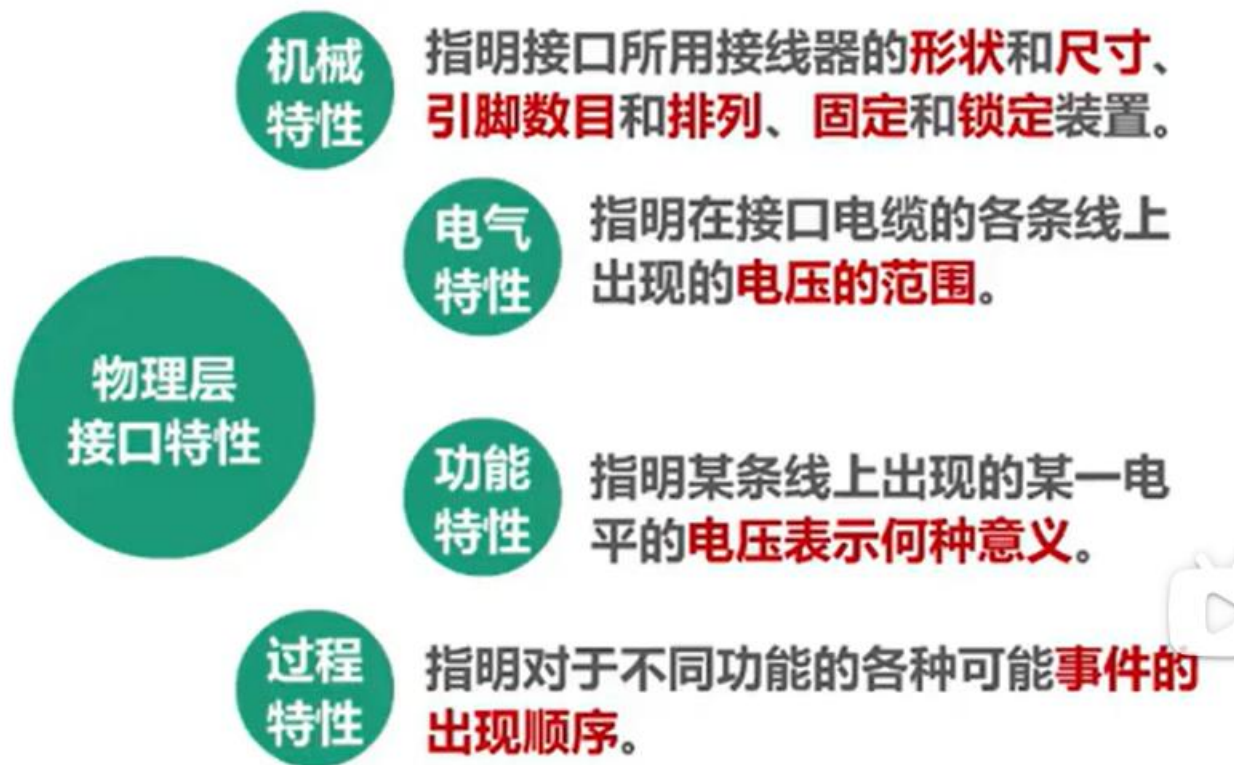 机械
特性
指明接口所用接线器的形状和尺寸、
引脚数目和排列、固定和锁定装置。
电气
特性
指明在接口电缆的各条线上
出现的电压的范围。
物理层
接口特性
功能
特性
指明某条线上出现的某一电
平的电压表示何种意义。
过程
特性
指明对于不同功能的各种可能事件的
出现顺序。